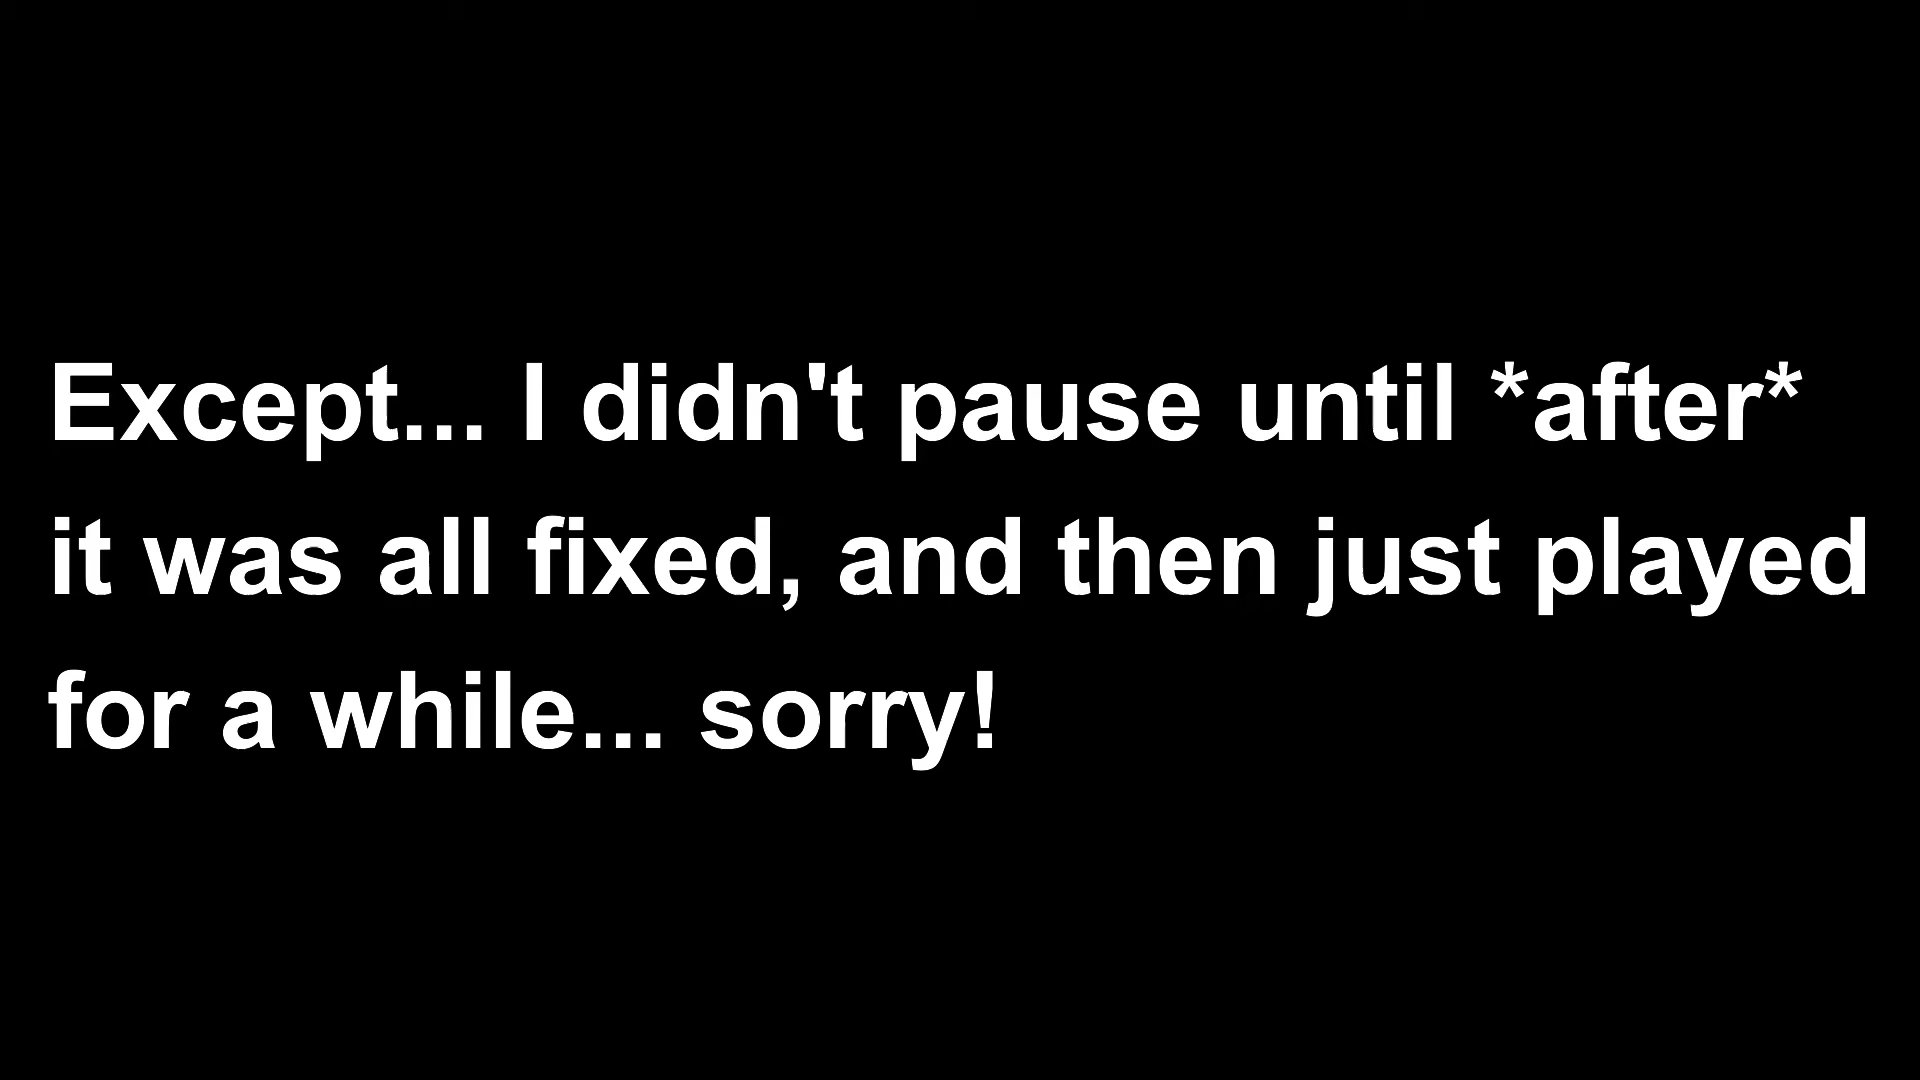 Except... I didn't pause until *after*
it was all fixed, and then just played
for a while... sorry!